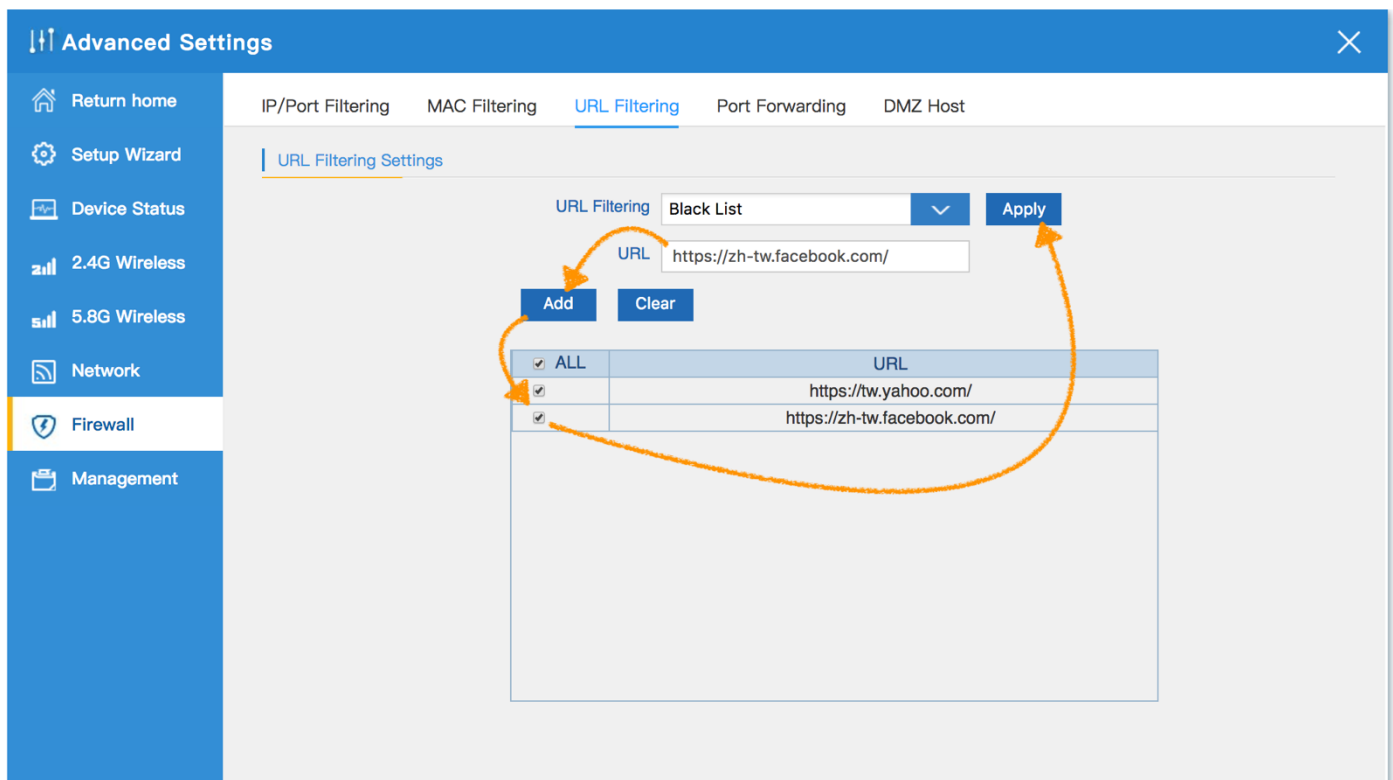 Advanced Settings
Return home
Setup Wizard
Device Status
2.4G Wireless
5.8G Wireless
Network
Firewall
Management
IP/Port Filtering MAC Filtering URL Filtering Port Forwarding DMZ Host
URL Filtering Settings
URL Filtering Black List Apply
URL https://zh-tw.facebook.com/
Add Clear
ALL URL
https://tw.yahoo.com/
https://zh-tw.facebook.com/